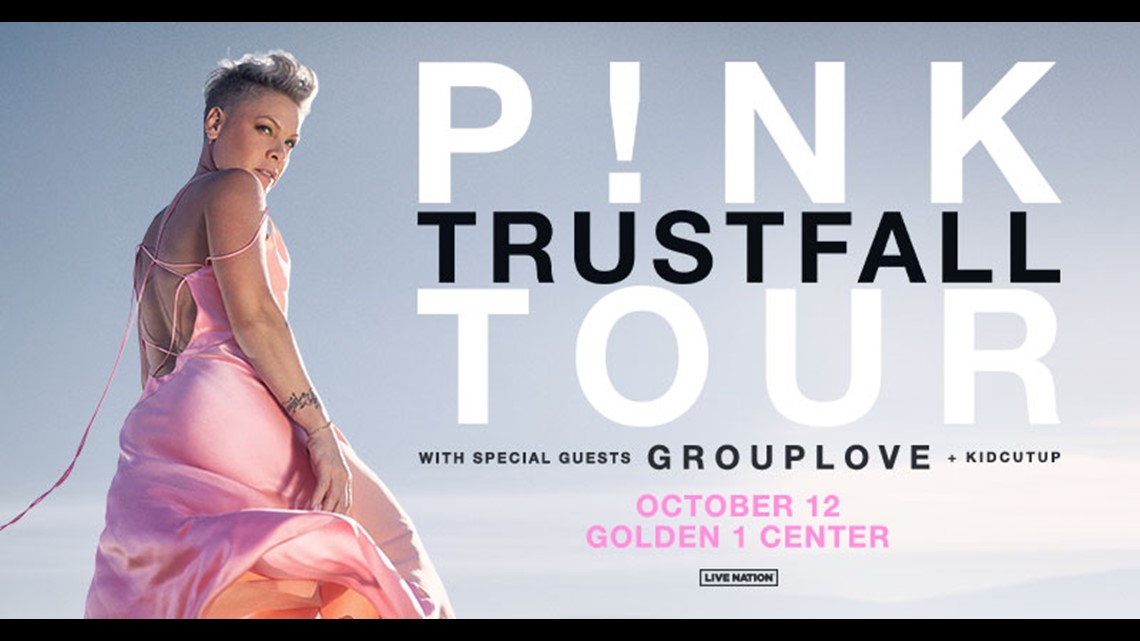 P!NK
TRUSTFALL
TOUR
WITH SPECIAL GUESTS GROUPLOVE + KIDCUTUP
OCTOBER 12
GOLDEN 1 CENTER
LIVE NATION